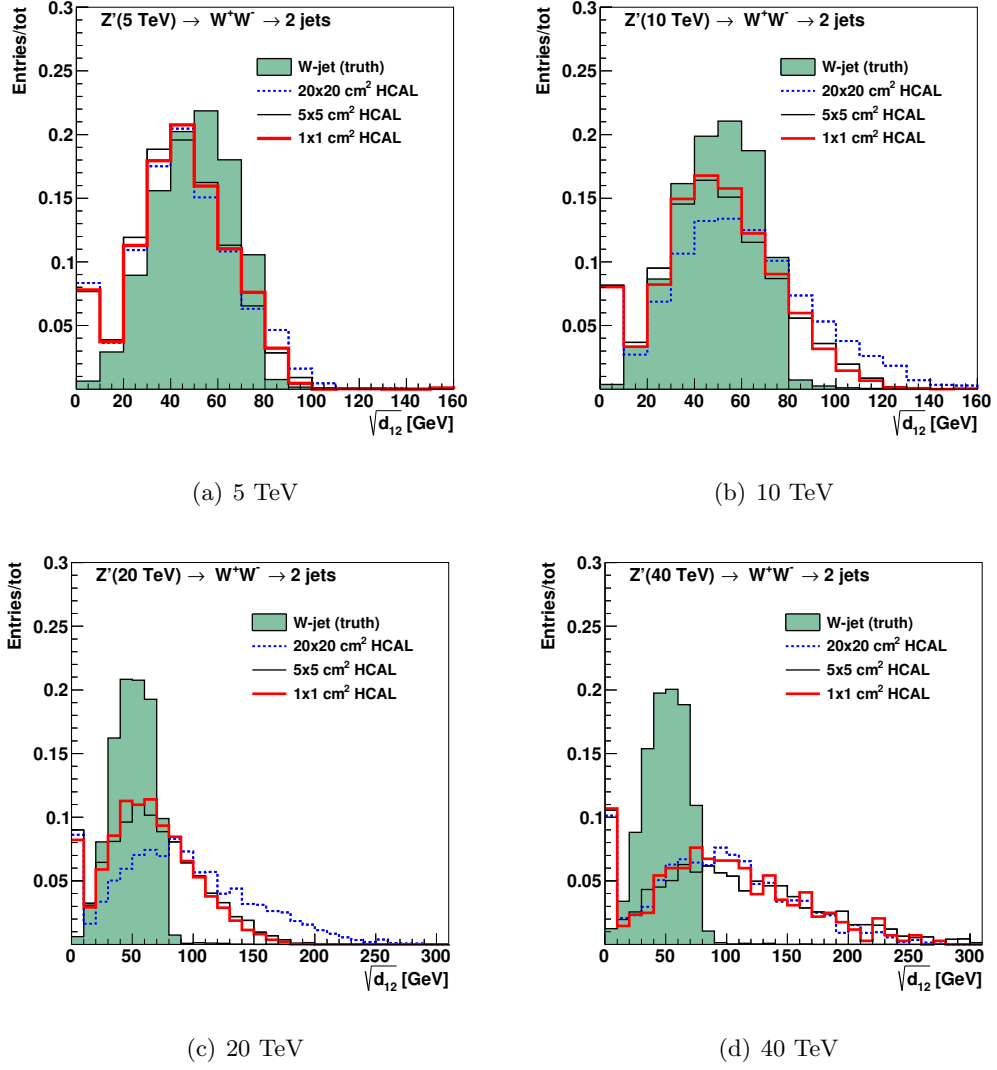 Z'(5 TeV) → W⁺W⁻ → 2 jets
Entries/tot
W-jet (truth)
20x20 cm² HCAL
5x5 cm² HCAL
1x1 cm² HCAL
0.3
0.25
0.2
0.15
0.1
0.05
0 20 40 60 80 100 120 140 160
√d₁₂ [GeV]
(a) 5 TeV
Z'(10 TeV) → W⁺W⁻ → 2 jets
Entries/tot
W-jet (truth)
20x20 cm² HCAL
5x5 cm² HCAL
1x1 cm² HCAL
0.3
0.25
0.2
0.15
0.1
0.05
0 20 40 60 80 100 120 140 160
√d₁₂ [GeV]
(b) 10 TeV
Z'(20 TeV) → W⁺W⁻ → 2 jets
Entries/tot
W-jet (truth)
20x20 cm² HCAL
5x5 cm² HCAL
1x1 cm² HCAL
0.3
0.25
0.2
0.15
0.1
0.05
0
0 50 100 150 200 250 300
√d₁₂ [GeV]
(c) 20 TeV
Z'(40 TeV) → W⁺W⁻ → 2 jets
Entries/tot
W-jet (truth)
20x20 cm² HCAL
5x5 cm² HCAL
1x1 cm² HCAL
0.3
0.25
0.2
0.15
0.1
0.05
0
0 50 100 150 200 250 300
√d₁₂ [GeV]
(d) 40 TeV